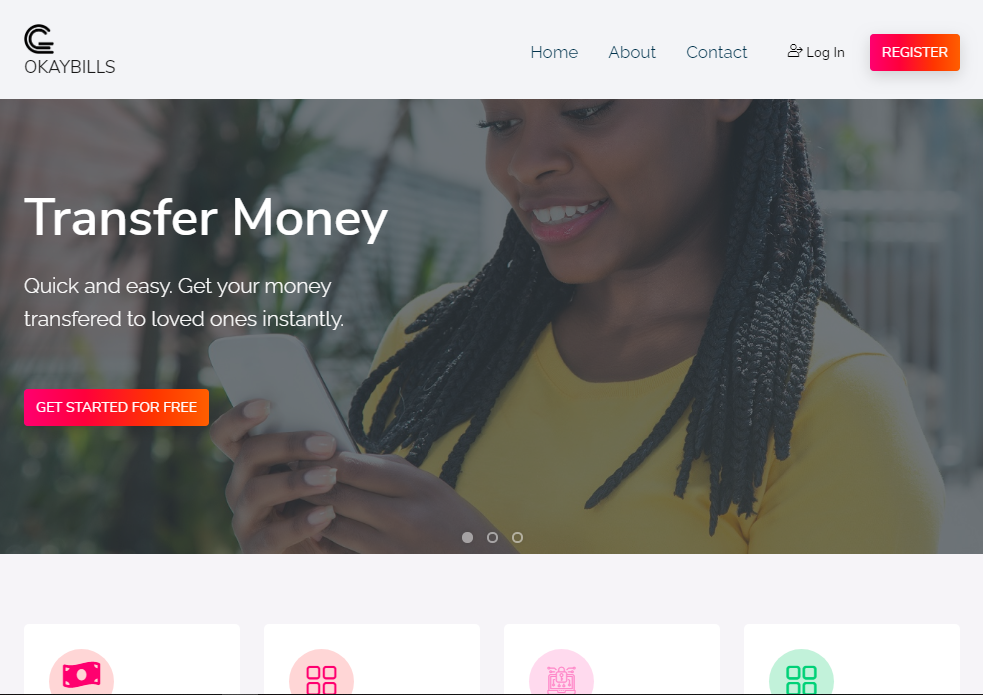 OKAYBILLS
Home About Contact Log In REGISTER
Transfer Money
Quick and easy. Get your money
transfered to loved ones instantly.
GET STARTED FOR FREE